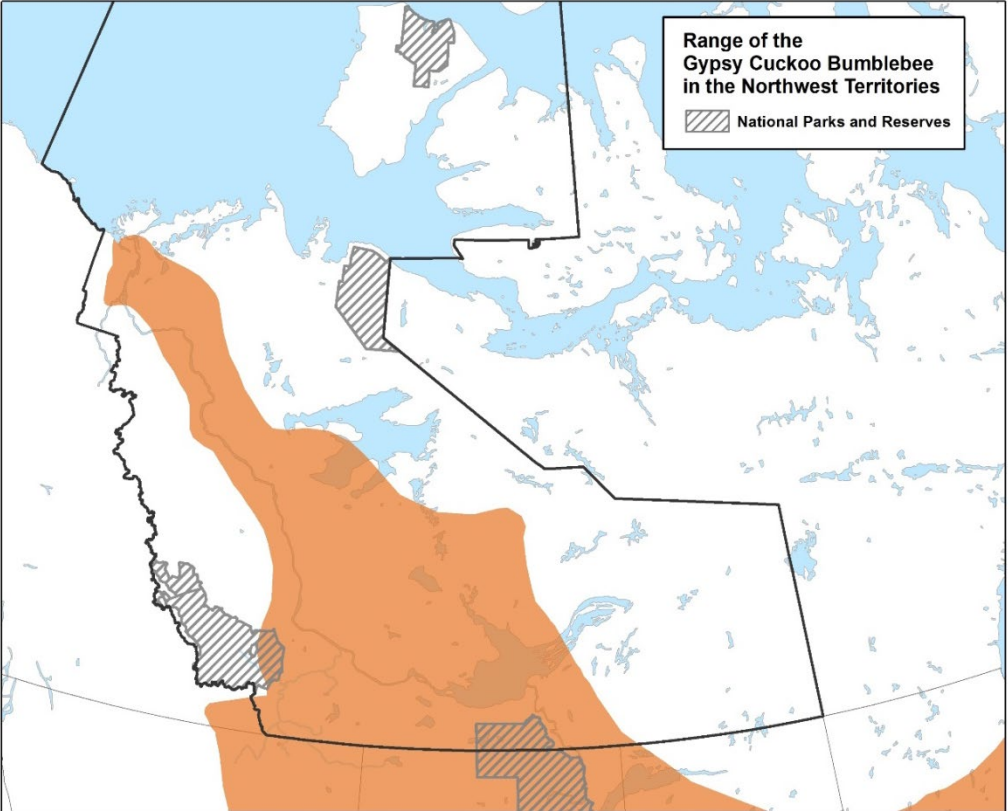 Range of the
Gypsy Cuckoo Bumblebee
in the Northwest Territories
National Parks and Reserves